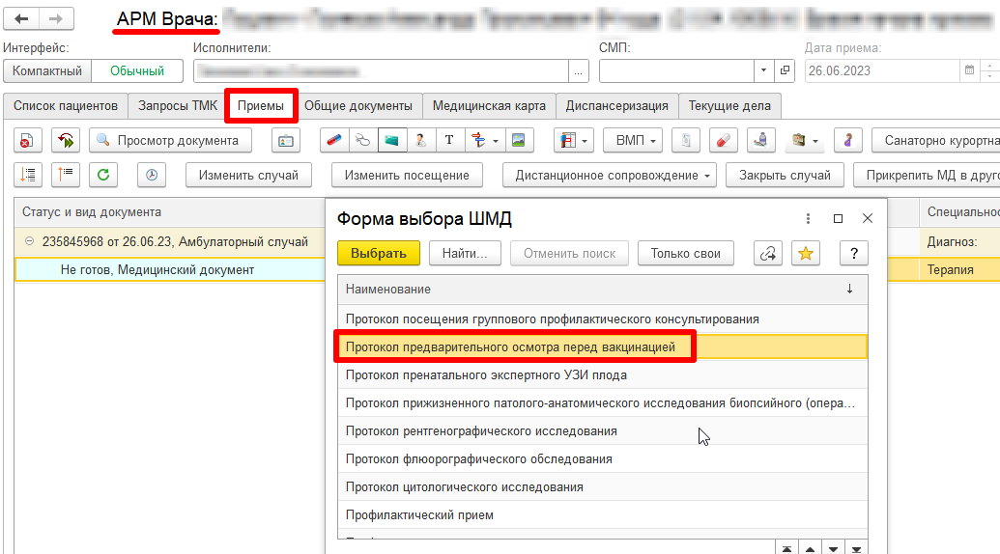 АРМ Врача:
Интерфейс: Исполнители: СМП: Дата приема:
Компактный Обычный ... 26.06.2023
Список пациентов Запросы ТМК Приемы Общие документы Медицинская карта Диспансеризация Текущие дела
Просмотр документа T ВМП Санаторно курортна
Изменить случай Изменить посещение Дистанционное сопровождение Закрыть случай Прикрепить МД в друго
Статус и вид документа Специальнос
235845968 от 26.06.23, Амбулаторный случай Диагноз:
Не готов, Медицинский документ Терапия
Форма выбора ШМД
Выбрать Найти... Отменить поиск Только свои ?
Наименование ↓
Протокол посещения группового профилактического консультирования
Протокол предварительного осмотра перед вакцинацией
Протокол пренатального экспертного УЗИ плода
Протокол прижизненного патолого-анатомического исследования биопсийного (опера...
Протокол рентгенографического исследования
Протокол флюорографического обследования
Протокол цитологического исследования
Профилактический прием